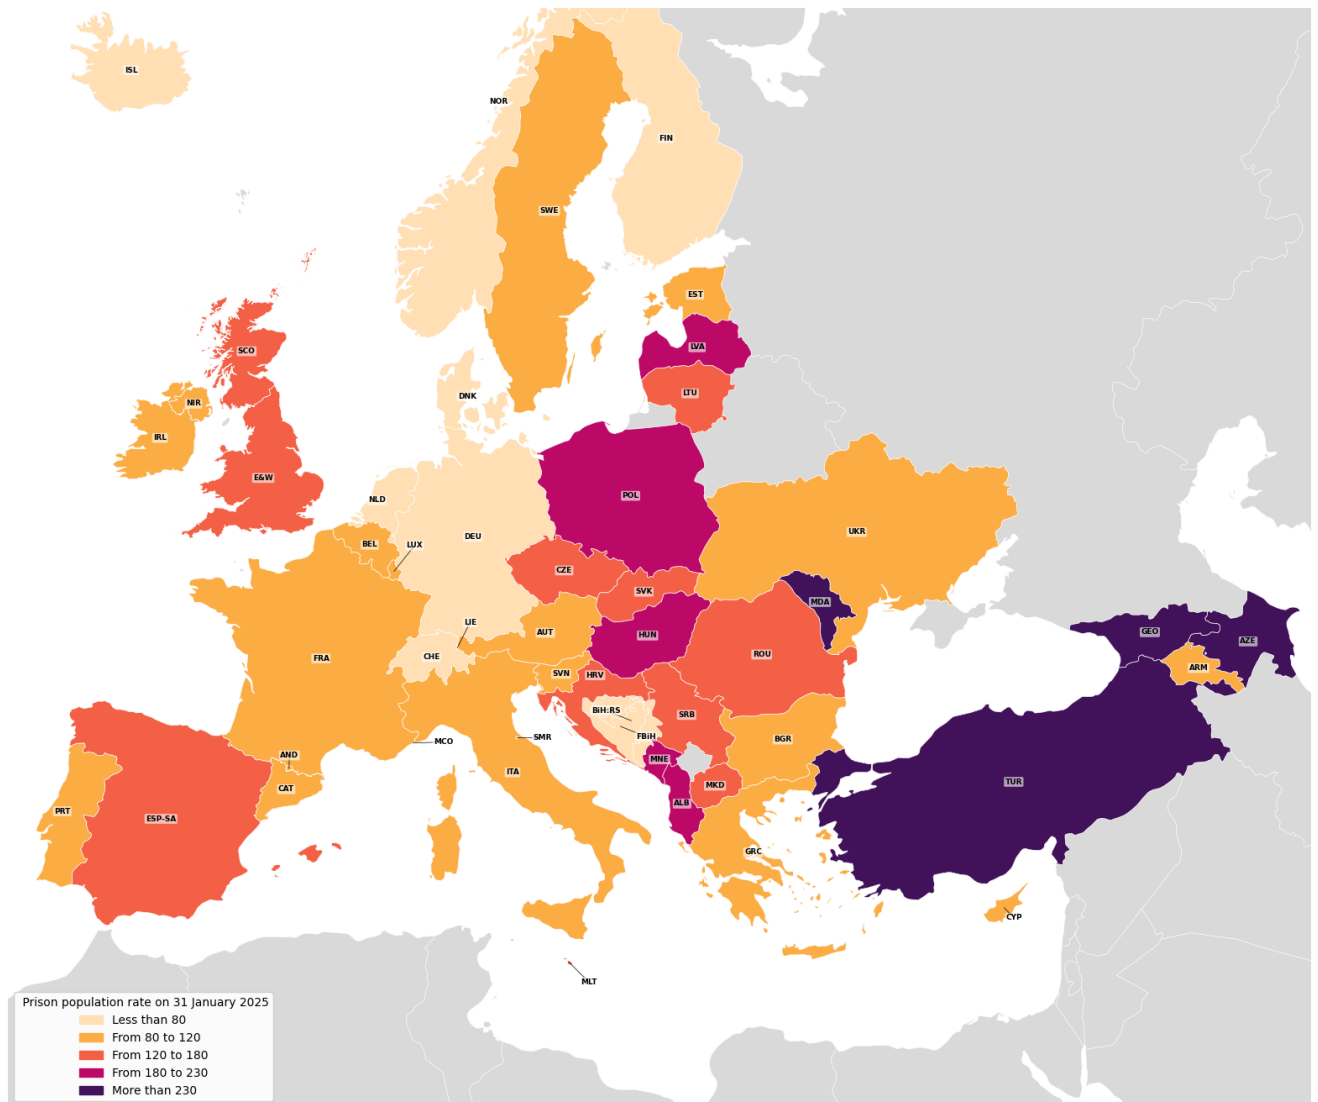 ISL
NOR
FIN
SWE
EST
SCO
LVA
LTU
DNK
NIR
IRL
E&W
NLD
POL
UKR
DEU
BEL
LUX
CZE
SVK
MDA
LIE
AUT
HUN
GEO
AZE
FRA
CHE
ROU
ARM
SVN
HRV
BiH:RS
SRB
FBiH
MCO
SMR
BGR
AND
MNE
ITA
TUR
CAT
MKD
PRT
ALB
ESP-SA
GRC
CYP
MLT
Prison population rate on 31 January 2025
Less than 80
From 80 to 120
From 120 to 180
From 180 to 230
More than 230